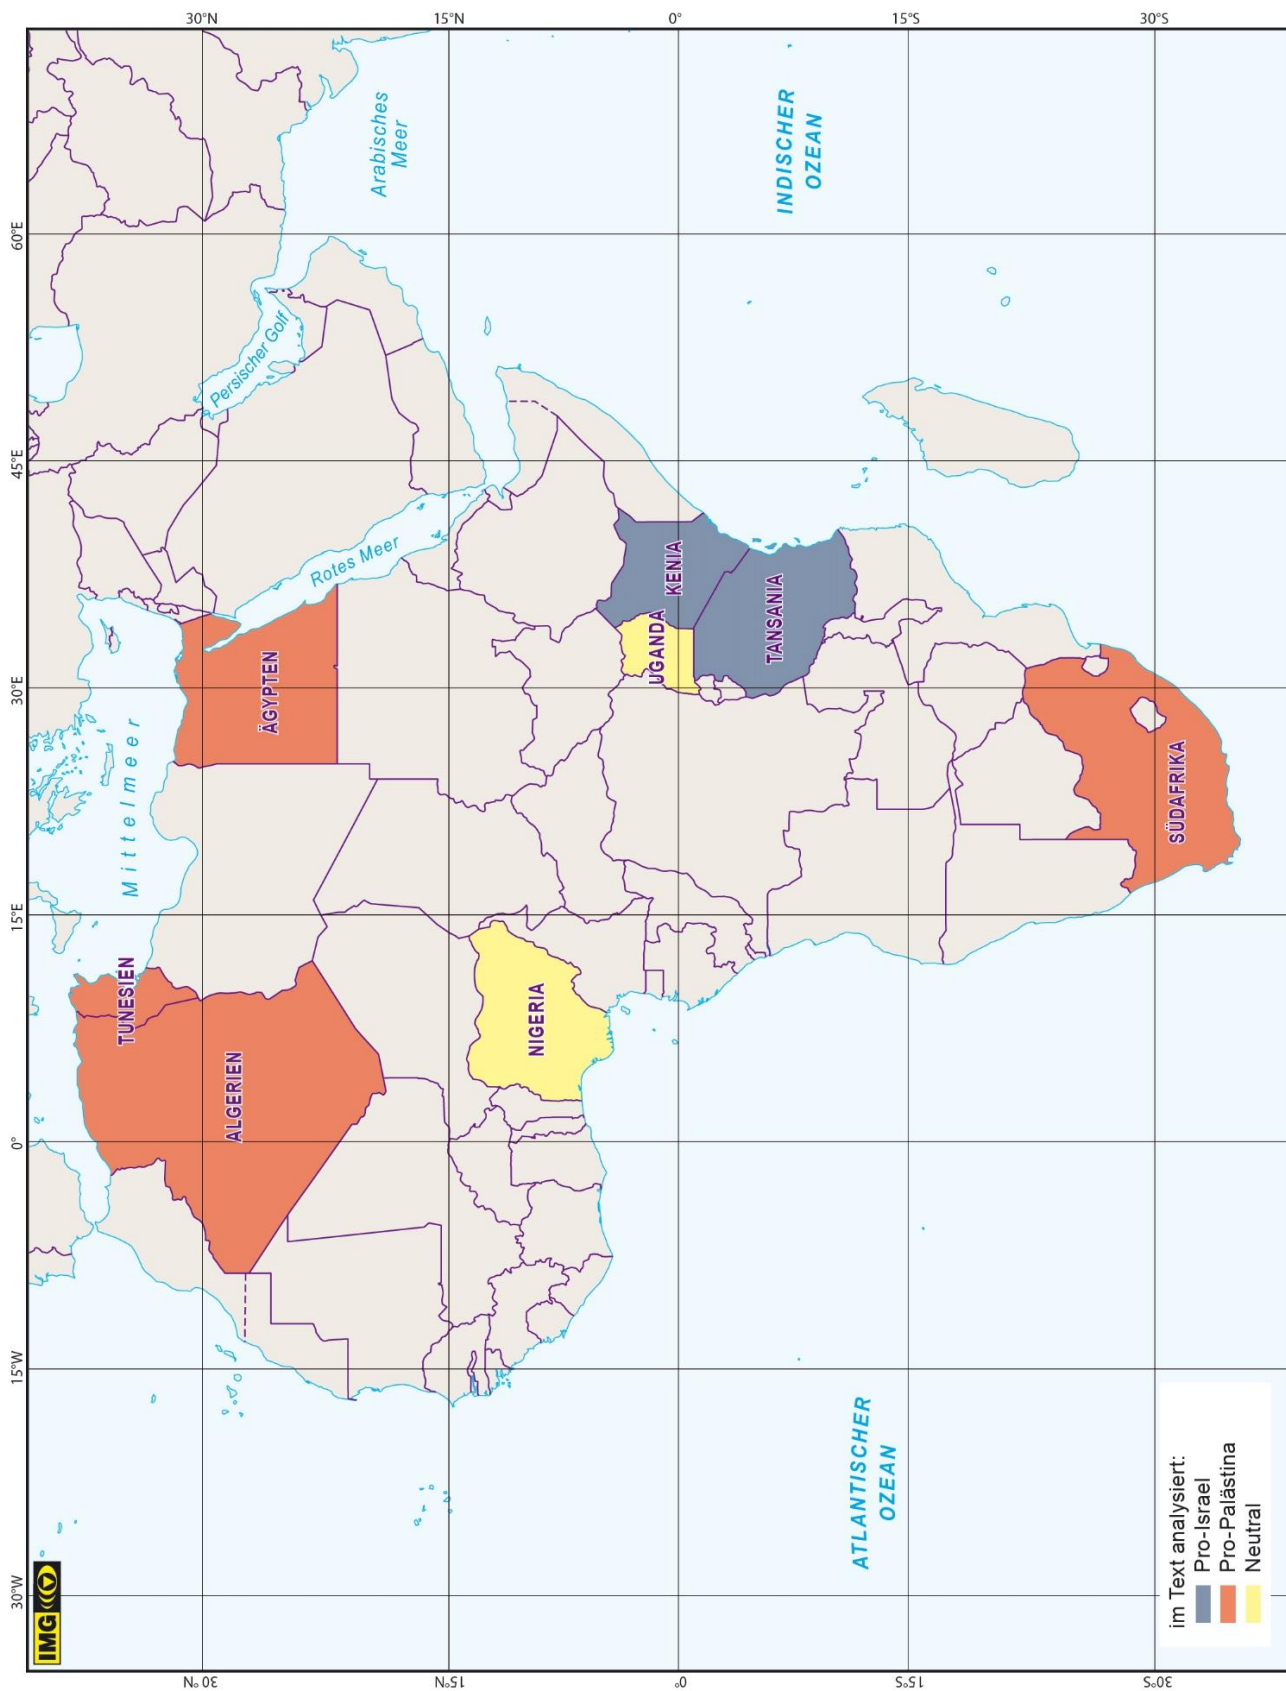 30°N
15°N
0°
15°S
30°S
60°E
45°E
30°E
15°E
0°
15°W
30°W
30°N
15°N
0°
15°S
30°S
Arabisches
Meer
INDISCHER
OZEAN
Persischer Golf
Rotes Meer
Mittelmeer
ÄGYPTEN
UGANDA
KENIA
TANSANIA
SÜDAFRIKA
TUNESIEN
ALGERIEN
NIGERIA
ATLANTISCHER
OZEAN
IMG
im Text analysiert:
Pro-Israel
Pro-Palästina
Neutral